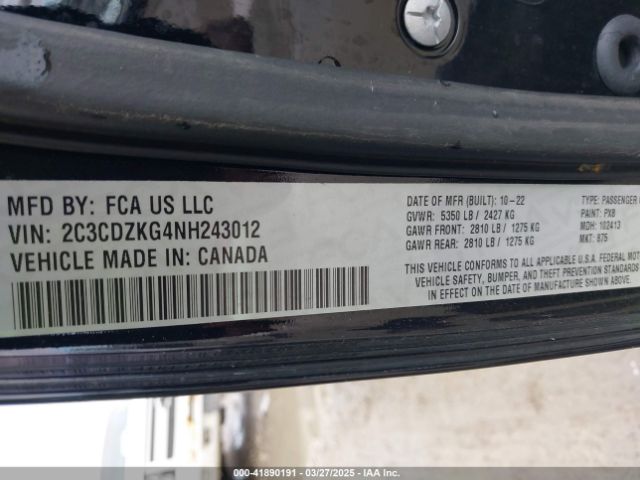 MFD BY: FCA US LLC
VIN: 2C3CDZKG4NH243012
VEHICLE MADE IN: CANADA
DATE OF MFR (BUILT): 10-22
GVWR: 5350 LB / 2427 KG
GAWR FRONT: 2810 LB / 1275 KG
GAWR REAR: 2810 LB / 1275 KG
TYPE: PASSENGER
PAINT: PX8
MDH: 102413
MKT: 875
THIS VEHICLE CONFORMS TO ALL APPLICABLE U.S.A. FEDERAL MOTOR
VEHICLE SAFETY, BUMPER, AND THEFT PREVENTION STANDARDS
IN EFFECT ON THE DATE OF MANUFACTURE SHOWN ABOVE.
200-41890191 - 03/27/2025 - Copart, IAA.